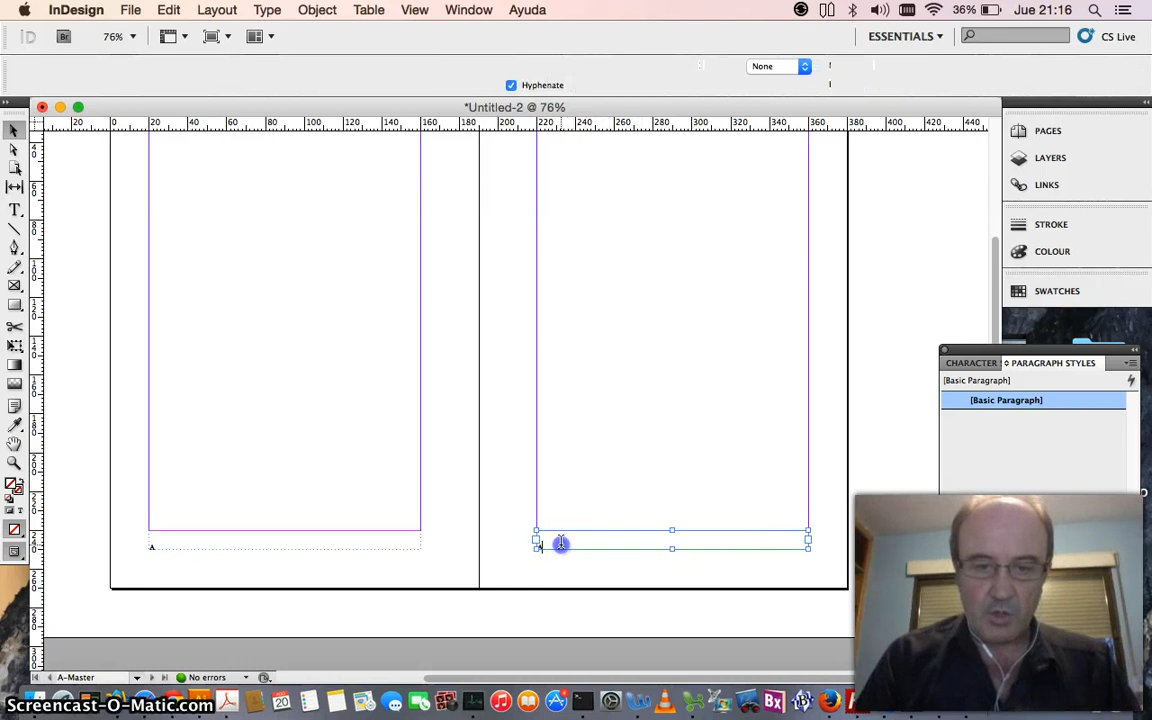 InDesign File Edit Layout Type Object Table View Window Ayuda 36% Jue 21:16
Br 76% ESSENTIALS CS Live
None
Hyphenate
*Untitled-2 @ 76%
20 0 20 40 60 80 100 120 140 160 180 200 220 240 260 280 300 320 340 360 380 400 420 440
PAGES
LAYERS
LINKS
STROKE
COLOUR
SWATCHES
CHARACTER PARAGRAPH STYLES
[Basic Paragraph]
[Basic Paragraph]
A A
A-Master No errors
Screencast-O-Matic.com